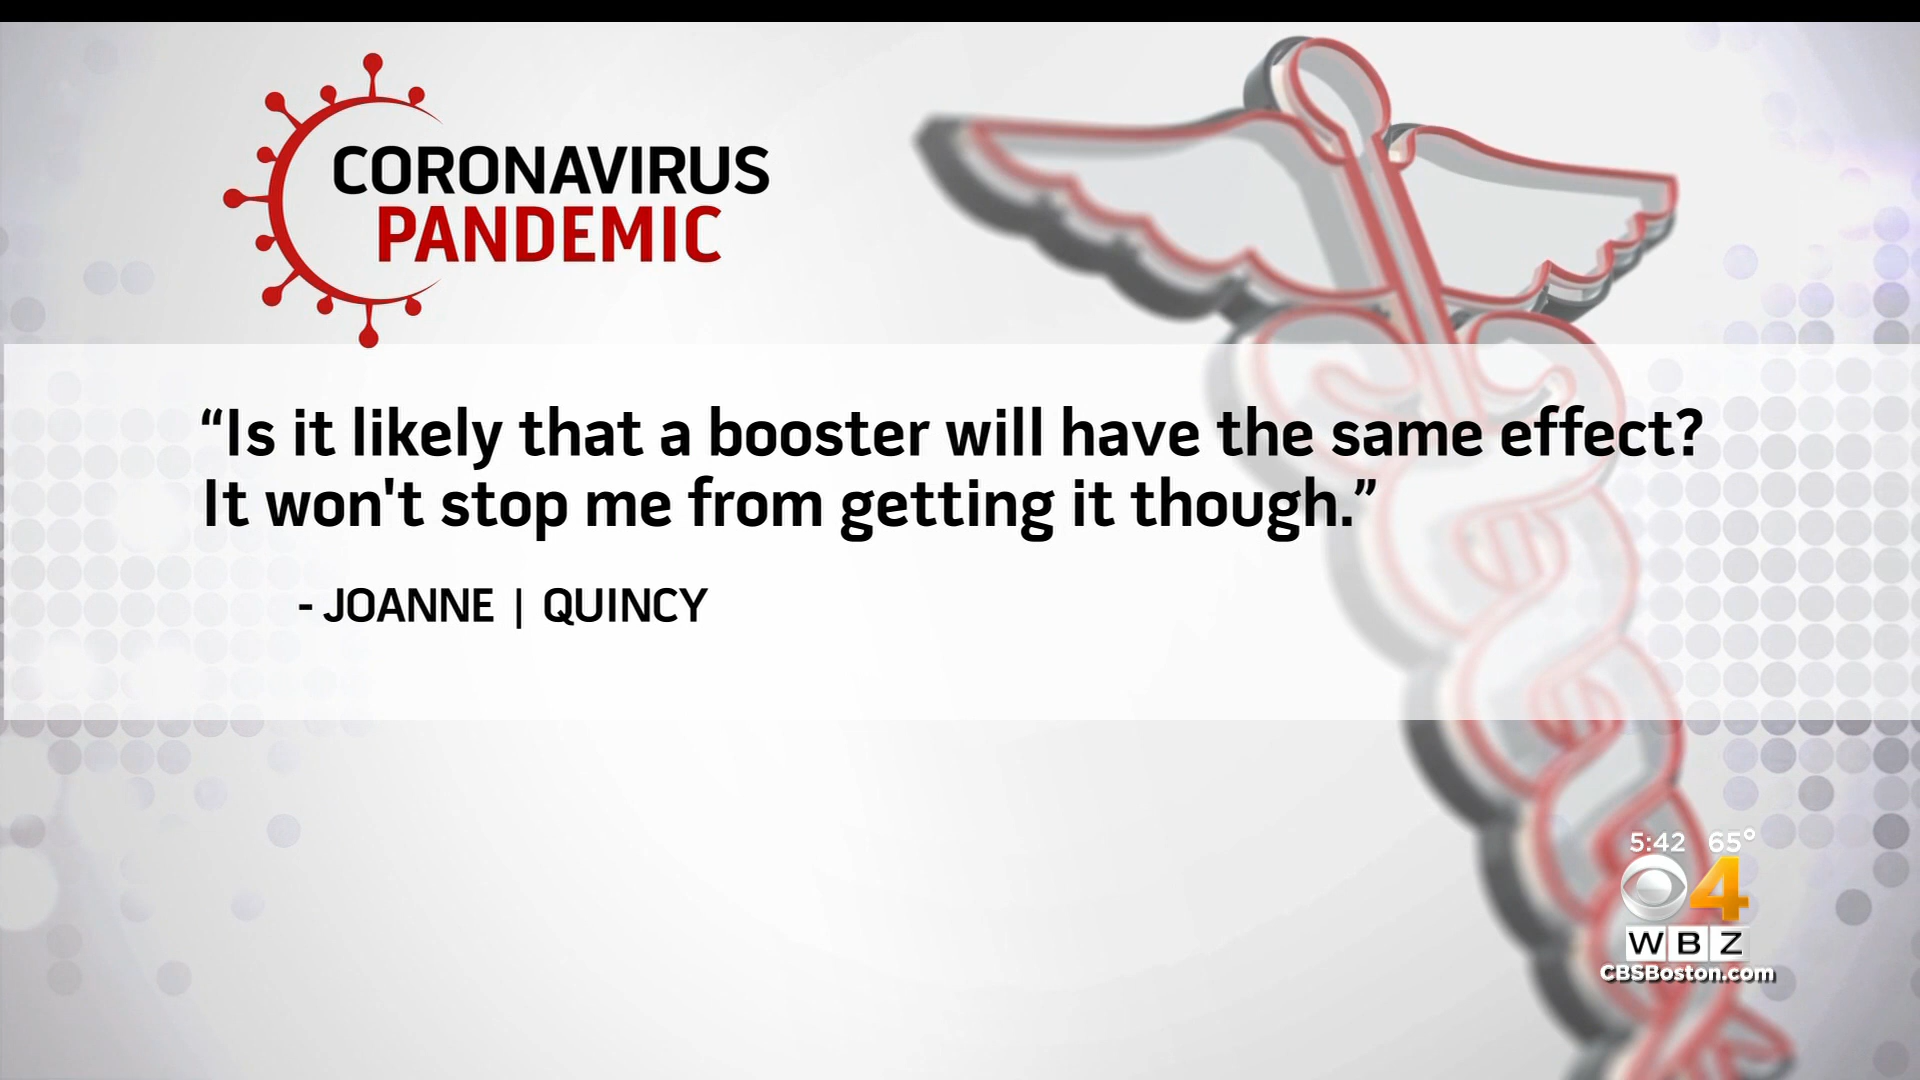 CORONAVIRUS
PANDEMIC
“Is it likely that a booster will have the same effect?
It won't stop me from getting it though.”
- JOANNE | QUINCY
5:42 65°
4
WBZ
CBSBoston.com